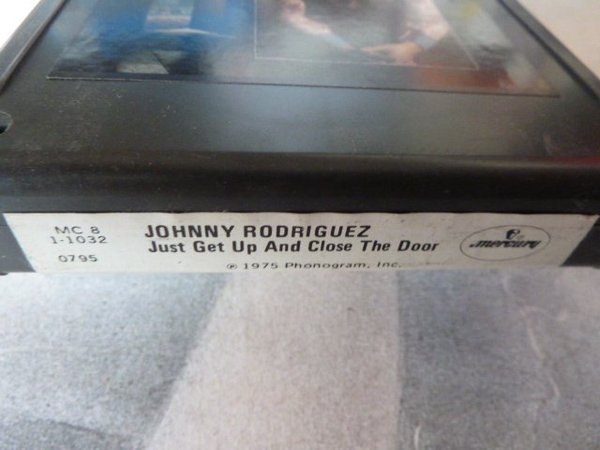 MC 8
1-1032
0795
JOHNNY RODRIGUEZ
Just Get Up And Close The Door
℗ 1975 Phonogram, Inc.
mercury